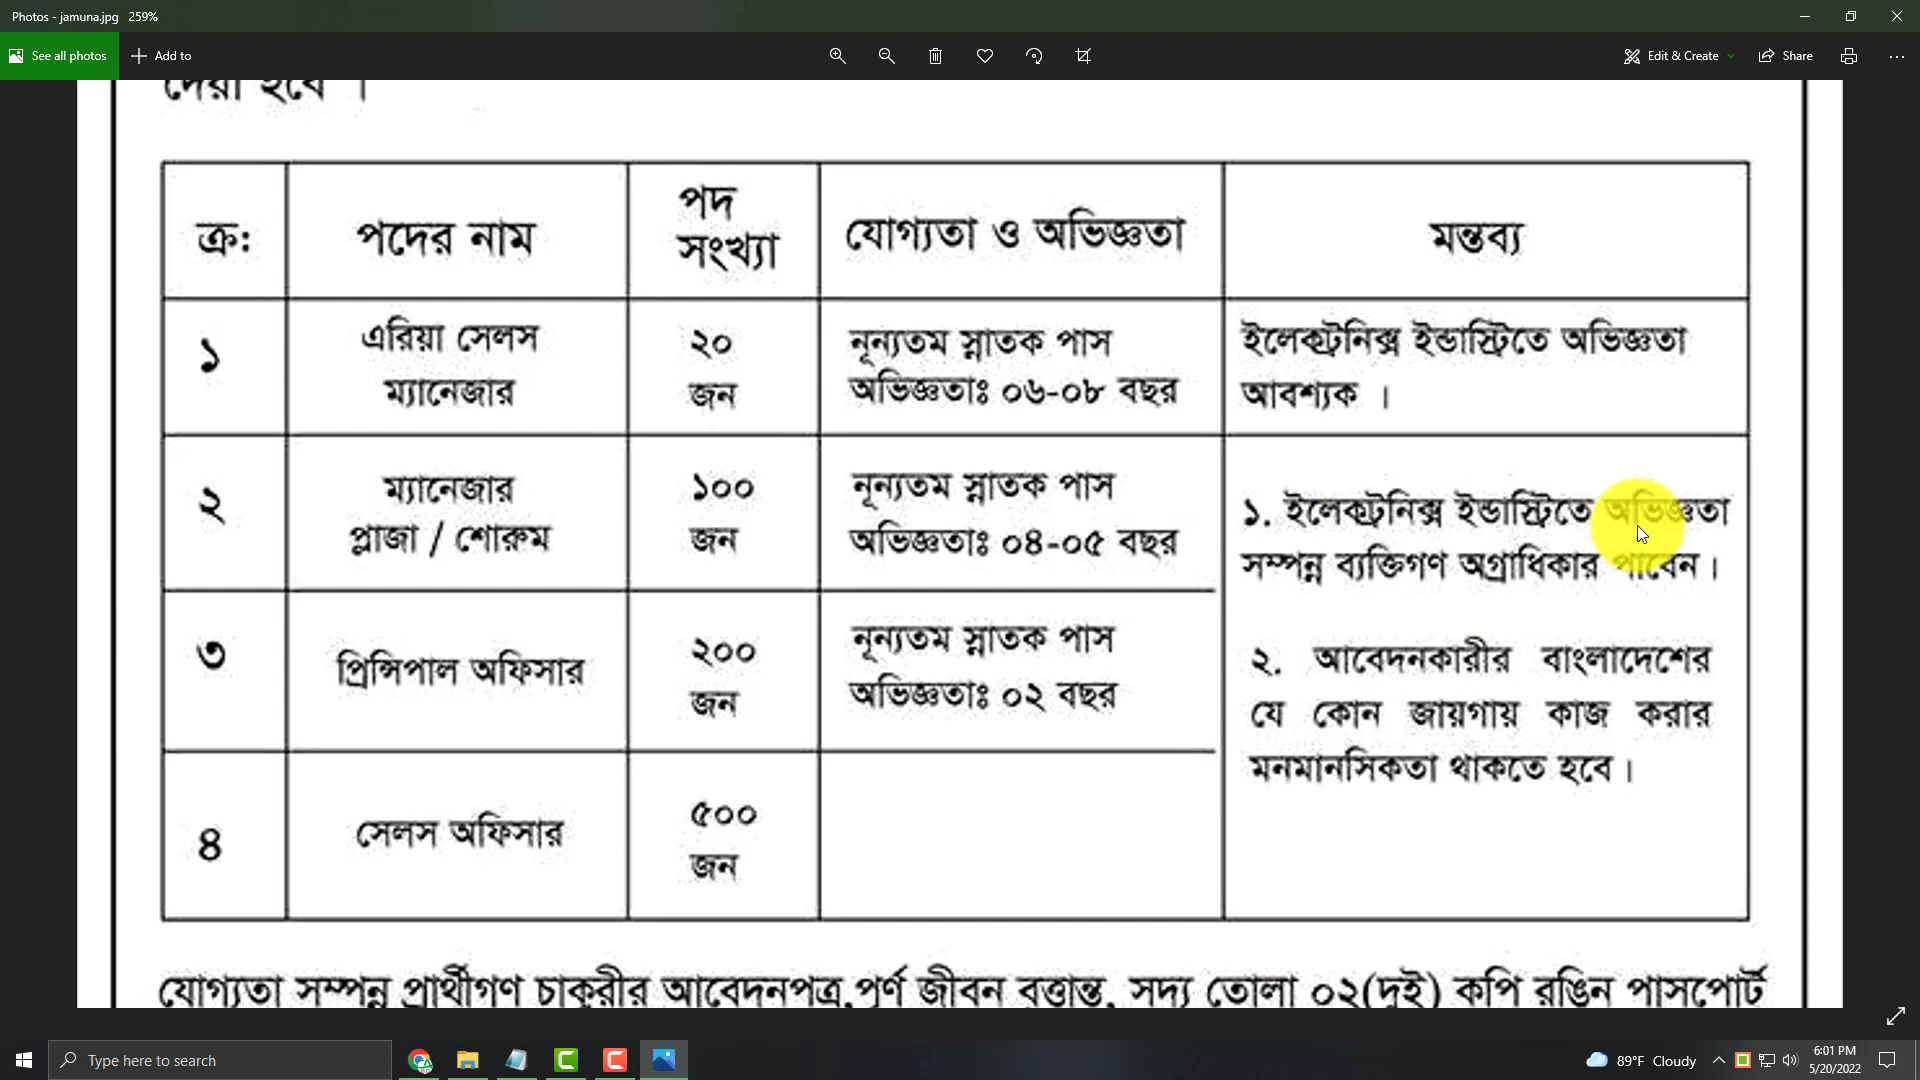 Photos - jamuna.jpg 259%
See all photos
Add to
Edit & Create
Share
দেয়া হবে ।
ক্র: পদের নাম পদ সংখ্যা যোগ্যতা ও অভিজ্ঞতা মন্তব্য
১
এরিয়া সেলস
ম্যানেজার
২০
জন
নূন্যতম স্নাতক পাস
অভিজ্ঞতাঃ ০৬-০৮ বছর
ইলেকট্রনিক্স ইন্ডাস্ট্রিতে অভিজ্ঞতা
আবশ্যক ।
২
ম্যানেজার
প্লাজা / শোরুম
১০০
জন
নূন্যতম স্নাতক পাস
অভিজ্ঞতাঃ ০৪-০৫ বছর
১. ইলেকট্রনিক্স ইন্ডাস্ট্রিতে অভিজ্ঞতা
সম্পন্ন ব্যক্তিগণ অগ্রাধিকার পাবেন।
৩
প্রিন্সিপাল অফিসার
২০০
জন
নূন্যতম স্নাতক পাস
অভিজ্ঞতাঃ ০২ বছর
২. আবেদনকারীর বাংলাদেশের
যে কোন জায়গায় কাজ করার
মনমানসিকতা থাকতে হবে।
৪
সেলস অফিসার
৫০০
জন
যোগ্যতা সম্পন্ন প্রার্থীগণ চাকুরীর আবেদনপত্র,পূর্ণ জীবন বৃত্তান্ত, সদ্য তোলা ০২(দুই) কপি রঙিন পাসপোর্ট
Type here to search
89°F Cloudy
6:01 PM
5/20/2022